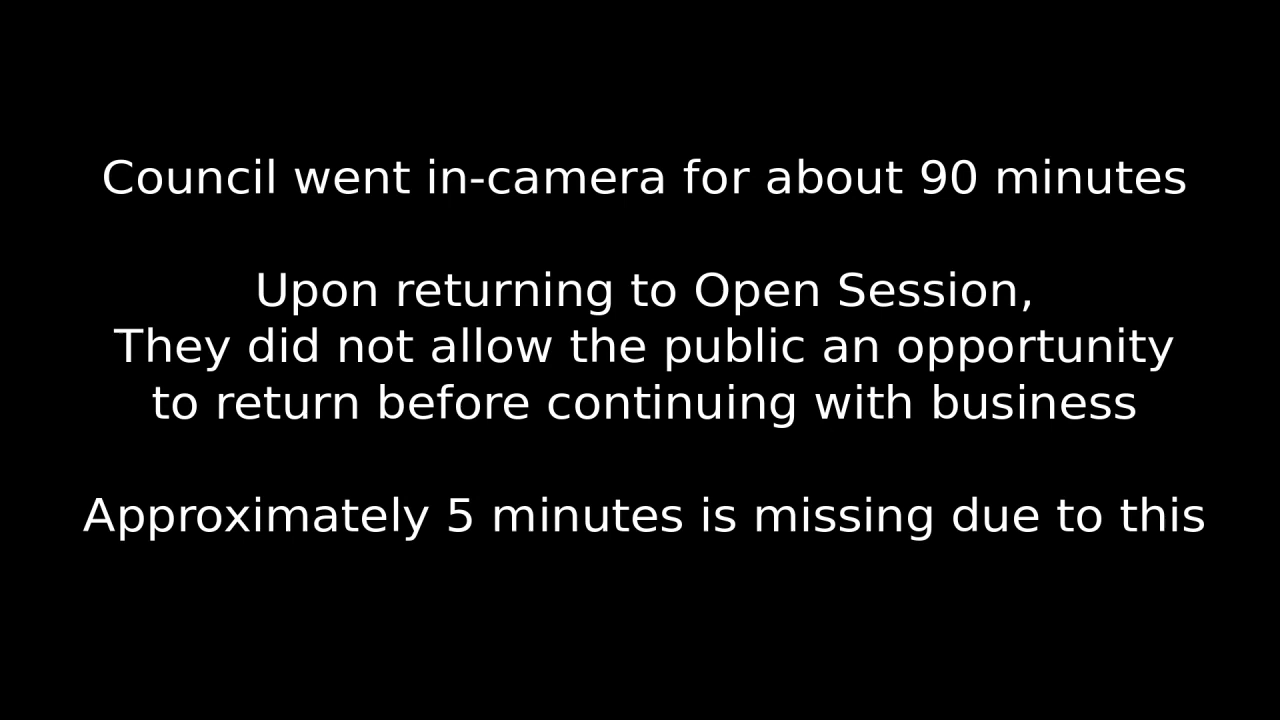 Council went in-camera for about 90 minutes
Upon returning to Open Session,
They did not allow the public an opportunity
to return before continuing with business
Approximately 5 minutes is missing due to this